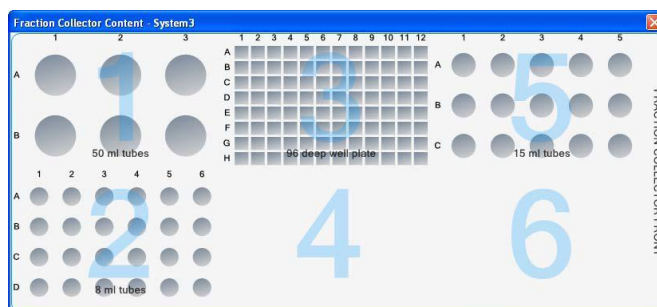 Fraction Collector Content - System3
1 2 3
A
B
1
50 ml tubes
1 2 3 4 5 6 7 8 9 10 11 12
A
B
C
D
E
F
G
H
3
96 deep well plate
1 2 3 4 5
A
B
C
5
15 ml tubes
1 2 3 4 5 6
A
B
C
D
2
8 ml tubes
4
6
FRACTION COLLECTOR FRONT